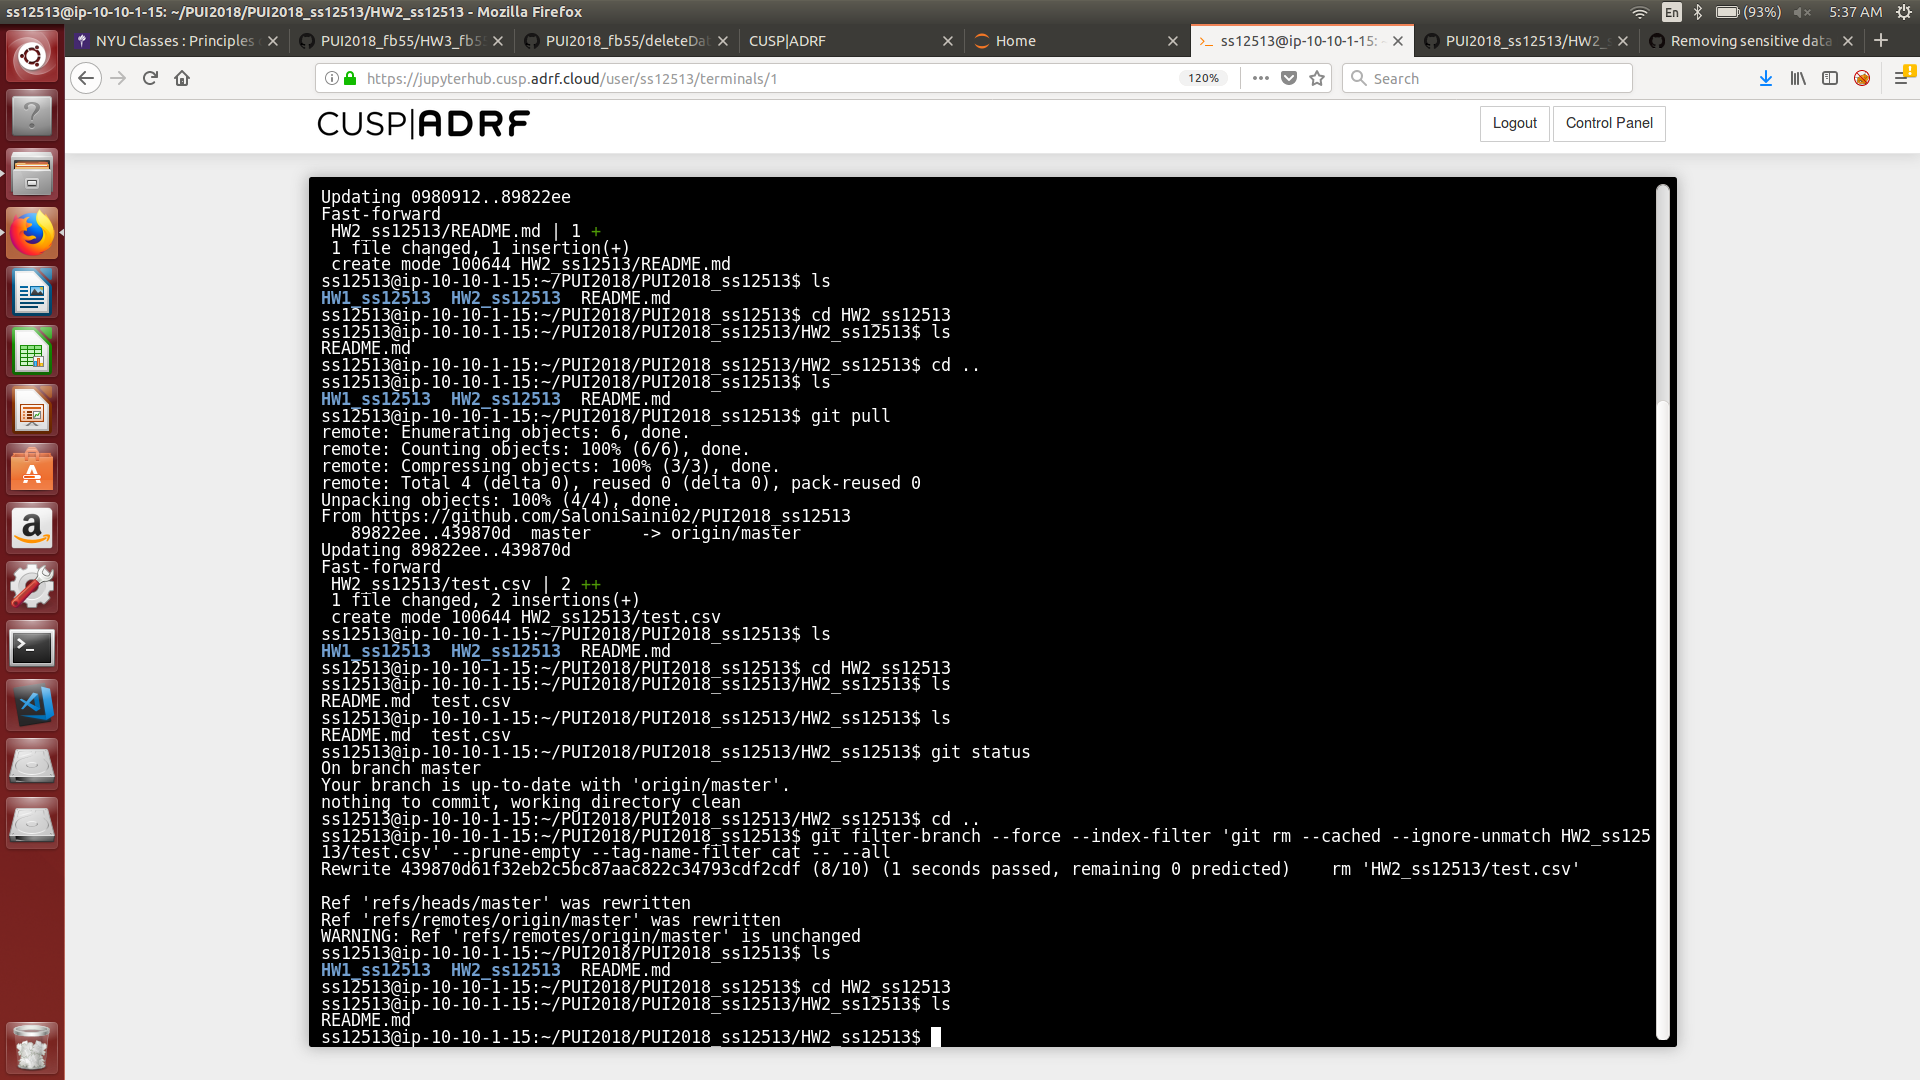 ss12513@ip-10-10-1-15: ~/PUI2018/PUI2018_ss12513/HW2_ss12513 - Mozilla Firefox
En
(93%)
5:37 AM
NYU Classes : Principles
PUI2018_fb55/HW3_fb55
PUI2018_fb55/deleteDat
CUSP|ADRF
Home
ss12513@ip-10-10-1-15: ~
PUI2018_ss12513/HW2_s
Removing sensitive data
https://jupyterhub.cusp.adrf.cloud/user/ss12513/terminals/1
120%
Search
CUSP|ADRF
Logout
Control Panel
Updating 0980912..89822ee
Fast-forward
 HW2_ss12513/README.md | 1 +
 1 file changed, 1 insertion(+)
 create mode 100644 HW2_ss12513/README.md
ss12513@ip-10-10-1-15:~/PUI2018/PUI2018_ss12513$ ls
HW1_ss12513  HW2_ss12513  README.md
ss12513@ip-10-10-1-15:~/PUI2018/PUI2018_ss12513$ cd HW2_ss12513
ss12513@ip-10-10-1-15:~/PUI2018/PUI2018_ss12513/HW2_ss12513$ ls
README.md
ss12513@ip-10-10-1-15:~/PUI2018/PUI2018_ss12513/HW2_ss12513$ cd ..
ss12513@ip-10-10-1-15:~/PUI2018/PUI2018_ss12513$ ls
HW1_ss12513  HW2_ss12513  README.md
ss12513@ip-10-10-1-15:~/PUI2018/PUI2018_ss12513$ git pull
remote: Enumerating objects: 6, done.
remote: Counting objects: 100% (6/6), done.
remote: Compressing objects: 100% (3/3), done.
remote: Total 4 (delta 0), reused 0 (delta 0), pack-reused 0
Unpacking objects: 100% (4/4), done.
From https://github.com/SaloniSaini02/PUI2018_ss12513
   89822ee..439870d  master     -> origin/master
Updating 89822ee..439870d
Fast-forward
 HW2_ss12513/test.csv | 2 ++
 1 file changed, 2 insertions(+)
 create mode 100644 HW2_ss12513/test.csv
ss12513@ip-10-10-1-15:~/PUI2018/PUI2018_ss12513$ ls
HW1_ss12513  HW2_ss12513  README.md
ss12513@ip-10-10-1-15:~/PUI2018/PUI2018_ss12513$ cd HW2_ss12513
ss12513@ip-10-10-1-15:~/PUI2018/PUI2018_ss12513/HW2_ss12513$ ls
README.md  test.csv
ss12513@ip-10-10-1-15:~/PUI2018/PUI2018_ss12513/HW2_ss12513$ ls
README.md  test.csv
ss12513@ip-10-10-1-15:~/PUI2018/PUI2018_ss12513/HW2_ss12513$ git status
On branch master
Your branch is up-to-date with 'origin/master'.
nothing to commit, working directory clean
ss12513@ip-10-10-1-15:~/PUI2018/PUI2018_ss12513/HW2_ss12513$ cd ..
ss12513@ip-10-10-1-15:~/PUI2018/PUI2018_ss12513$ git filter-branch --force --index-filter 'git rm --cached --ignore-unmatch HW2_ss125
13/test.csv' --prune-empty --tag-name-filter cat -- --all
Rewrite 439870d61f32eb2c5bc87aac822c34793cdf2cdf (8/10) (1 seconds passed, remaining 0 predicted)    rm 'HW2_ss12513/test.csv'
Ref 'refs/heads/master' was rewritten
Ref 'refs/remotes/origin/master' was rewritten
WARNING: Ref 'refs/remotes/origin/master' is unchanged
ss12513@ip-10-10-1-15:~/PUI2018/PUI2018_ss12513$ ls
HW1_ss12513  HW2_ss12513  README.md
ss12513@ip-10-10-1-15:~/PUI2018/PUI2018_ss12513$ cd HW2_ss12513
ss12513@ip-10-10-1-15:~/PUI2018/PUI2018_ss12513/HW2_ss12513$ ls
README.md
ss12513@ip-10-10-1-15:~/PUI2018/PUI2018_ss12513/HW2_ss12513$